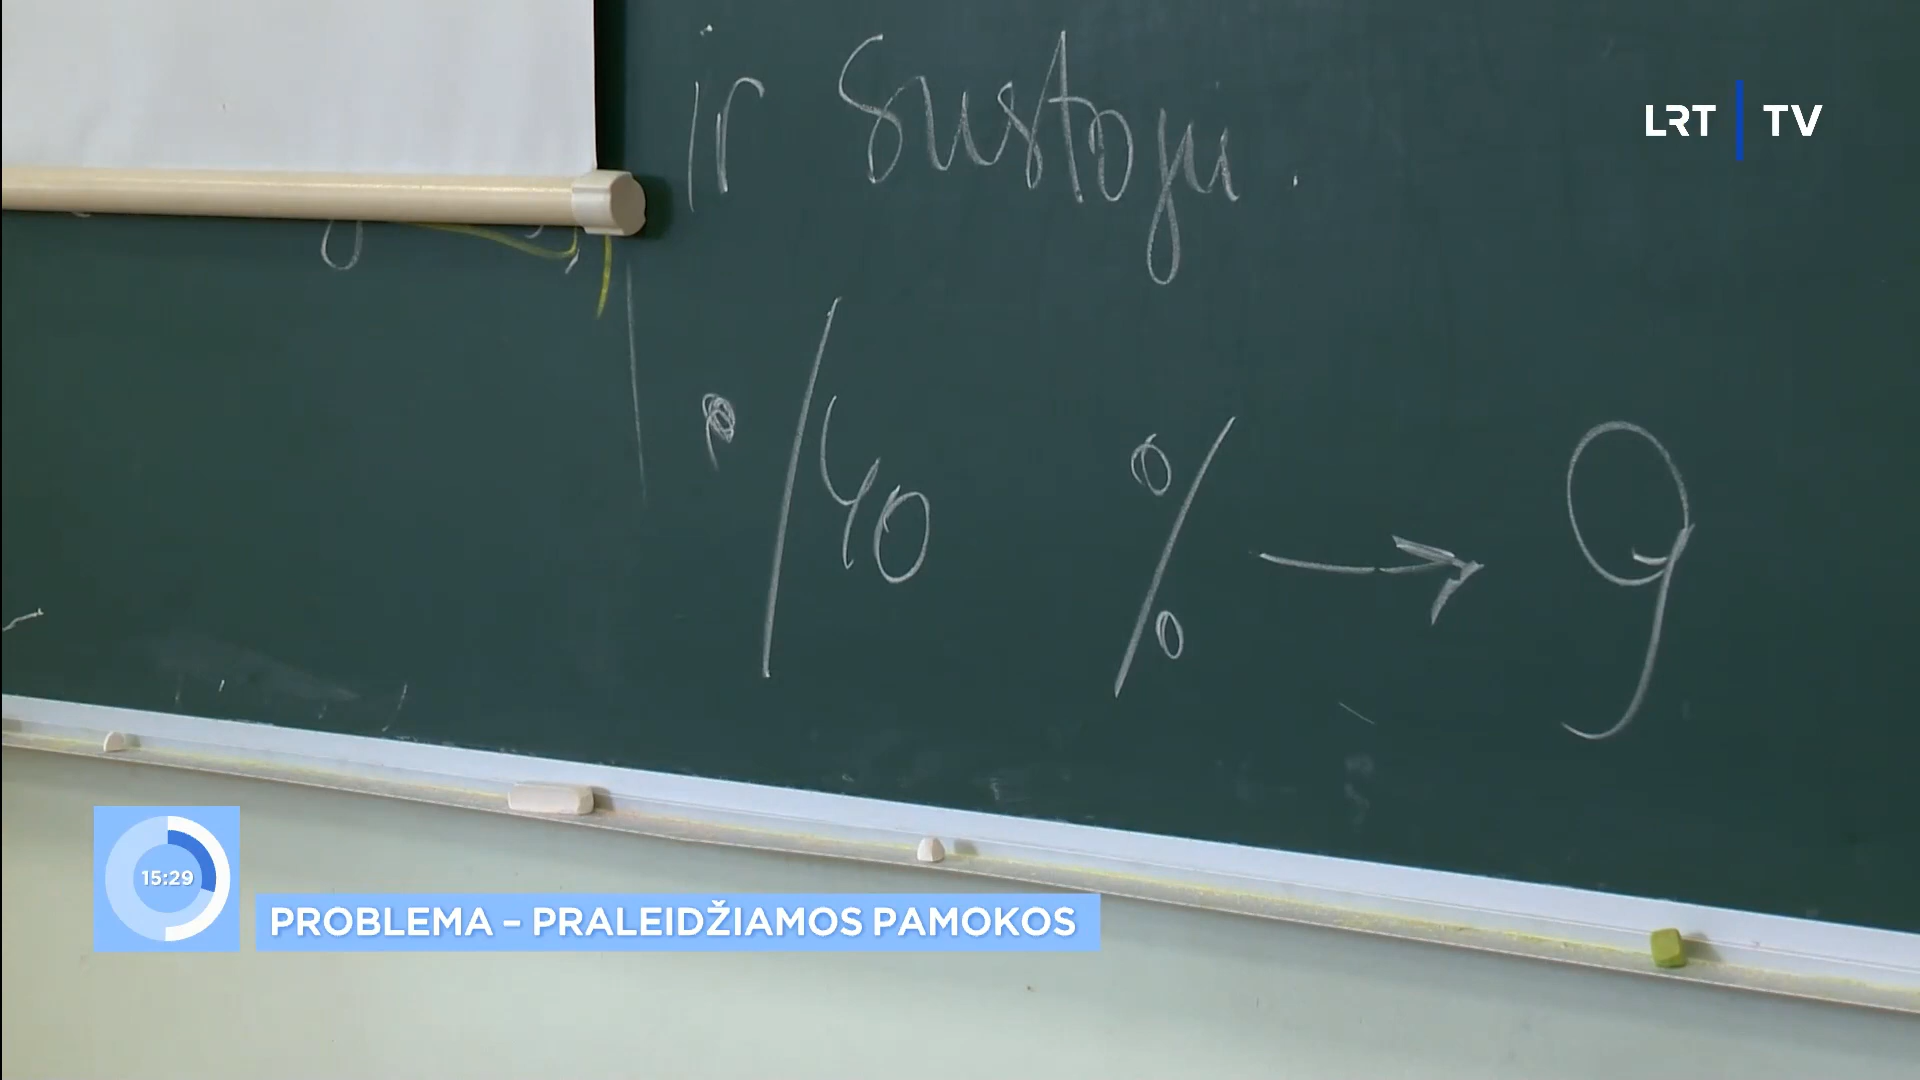 ir sustoju.
/40 % → 9
LRT TV
15:29
PROBLEMA – PRALEIDŽIAMOS PAMOKOS